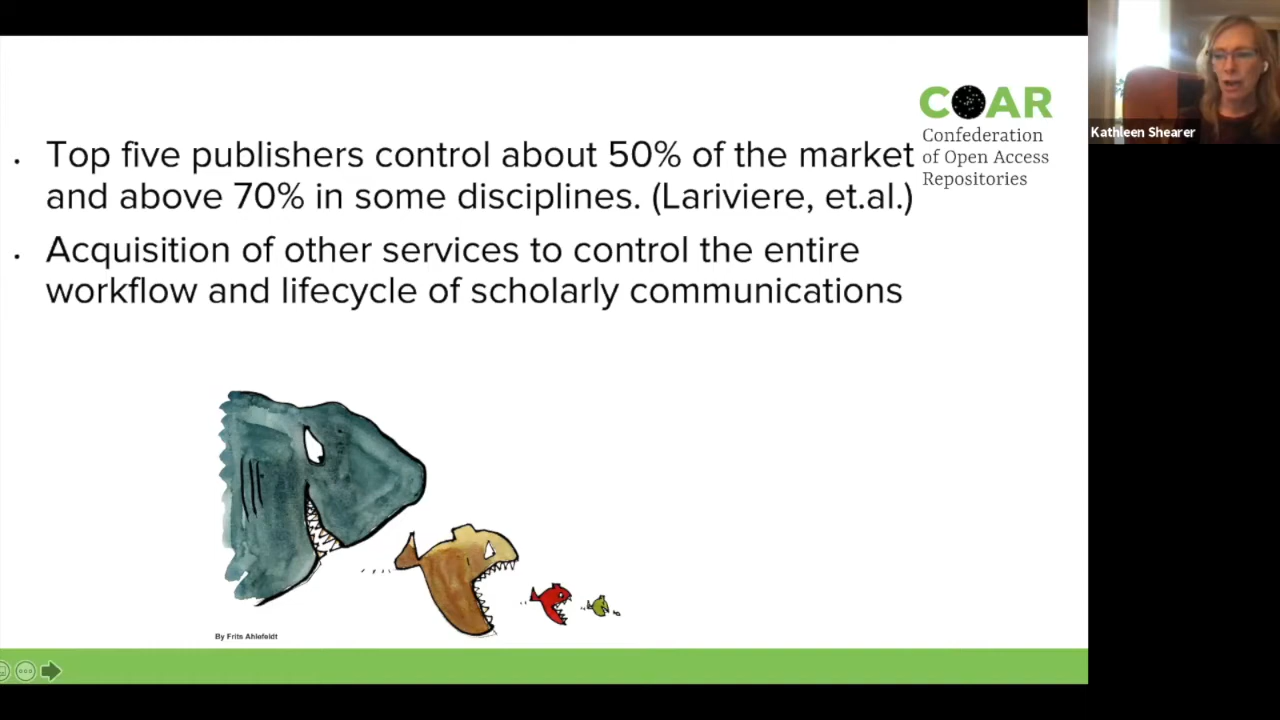 • Top five publishers control about 50% of the market
and above 70% in some disciplines. (Lariviere, et.al.)
• Acquisition of other services to control the entire
workflow and lifecycle of scholarly communications
COAR
Confederation
of Open Access
Repositories
Kathleen Shearer
By Frits Ahlefeldt